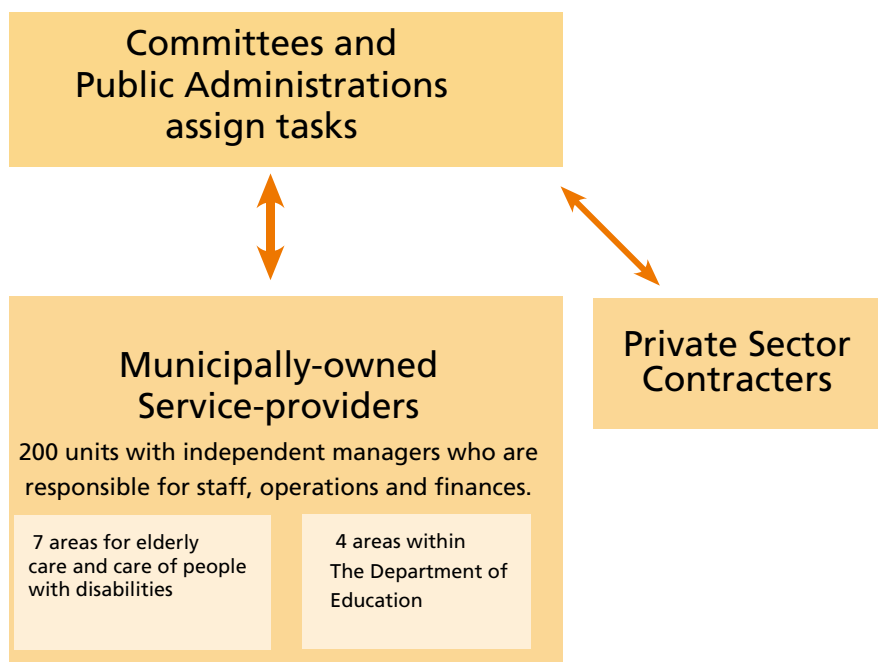 Committees and
Public Administrations
assign tasks
Municipally-owned
Service-providers
200 units with independent managers who are
responsible for staff, operations and finances.
7 areas for elderly
care and care of people
with disabilities
4 areas within
The Department of
Education
Private Sector
Contracters